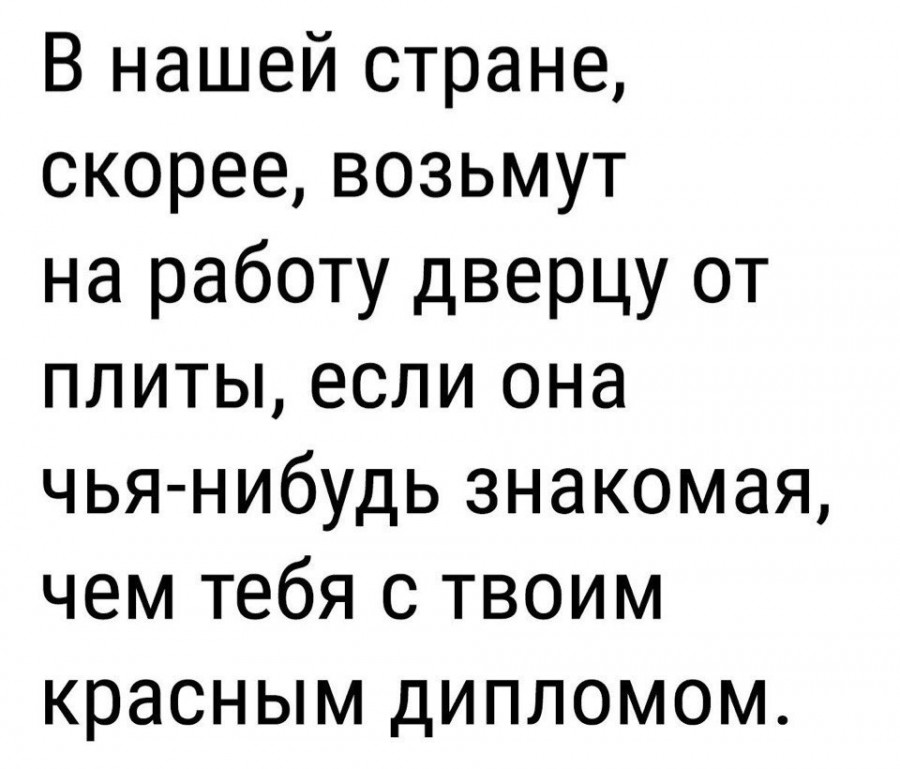 В нашей стране,
скорее, возьмут
на работу дверцу от
плиты, если она
чья-нибудь знакомая,
чем тебя с твоим
красным дипломом.